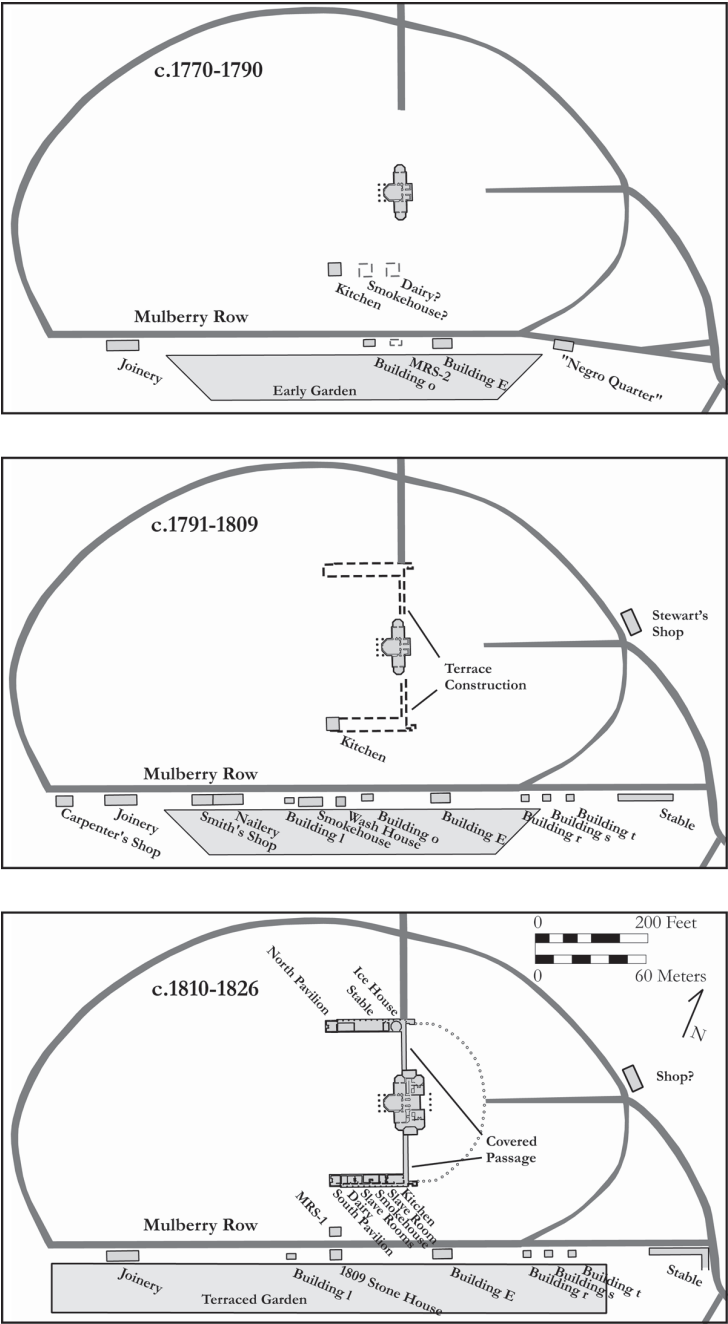 c.1770-1790
Dairy?
Smokehouse?
Kitchen
Mulberry Row
Joinery
MRS-2
Building E
Building o
"Negro Quarter"
Early Garden
c.1791-1809
Stewart's
Shop
Terrace
Construction
Kitchen
Mulberry Row
Carpenter's Shop
Joinery
Smith's Shop
Nailery
Building l
Smokehouse
Wash House
Building o
Building E
Building r
Building s
Building t
Stable
0 200 Feet
0 60 Meters
N
c.1810-1826
North Pavilion
Stable
Ice House
Shop?
Covered
Passage
Kitchen
Slave Room
Smokehouse
Slave Rooms
Dairy
South Pavilion
MRS-1
Mulberry Row
Joinery
Building l
1809 Stone House
Building E
Building r
Building s
Building t
Stable
Terraced Garden